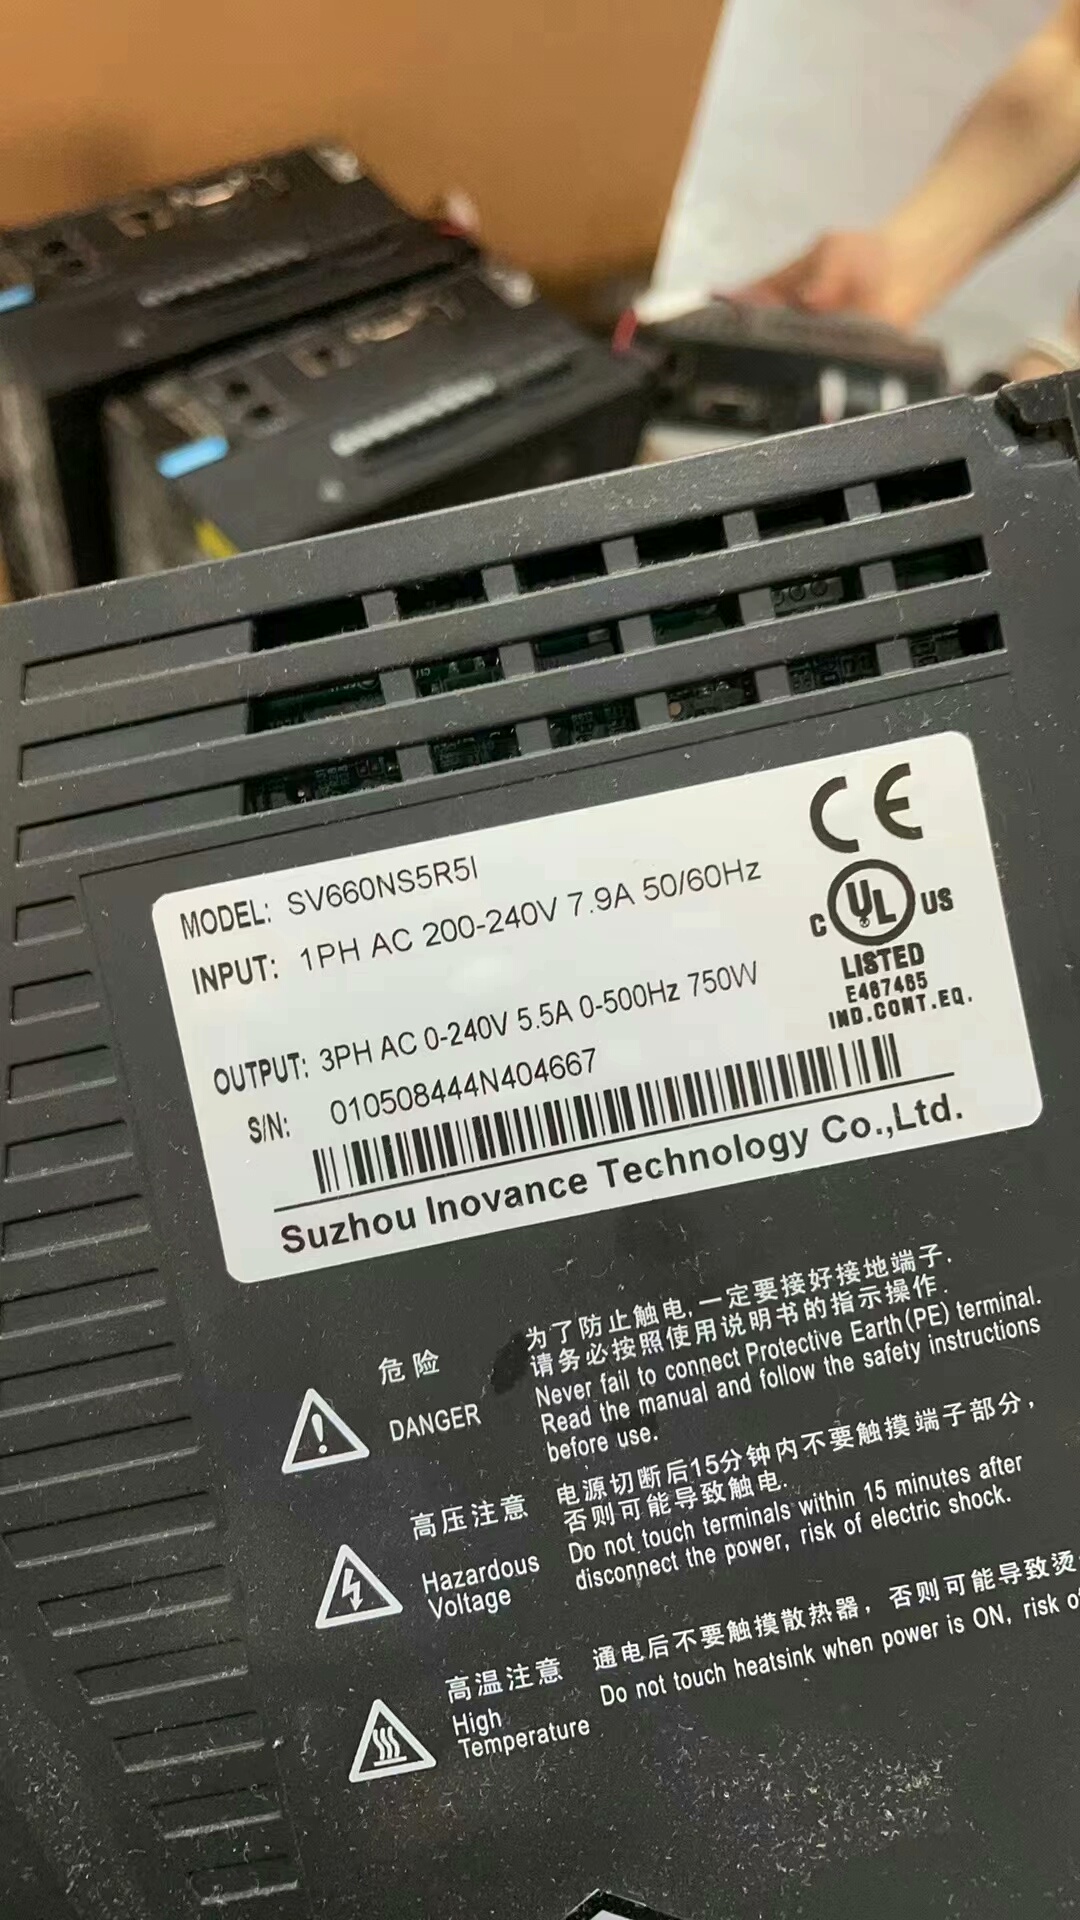 MODEL: SV660NS5R5I
INPUT: 1PH AC 200-240V 7.9A 50/60Hz
OUTPUT: 3PH AC 0-240V 5.5A 0-500Hz 750W
S/N: 010508444N404667
CE
C UL US
LISTED
E467465
IND.CONT.EQ.
Suzhou Inovance Technology Co.,Ltd.
危险
DANGER
为了防止触电,一定要接好接地端子.
请务必按照使用说明书的指示操作.
Never fail to connect Protective Earth(PE) terminal.
Read the manual and follow the safety instructions
before use.
高压注意
Hazardous
Voltage
电源切断后15分钟内不要触摸端子部分，
否则可能导致触电.
Do not touch terminals within 15 minutes after
disconnect the power, risk of electric shock.
高温注意
High
Temperature
通电后不要触摸散热器，否则可能导致烫
Do not touch heatsink when power is ON, risk of